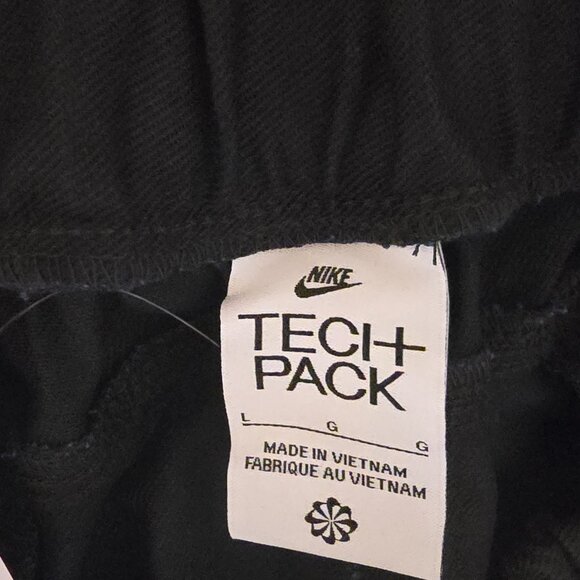 NIKE
TECH
PACK
L G G
MADE IN VIETNAM
FABRIQUE AU VIETNAM